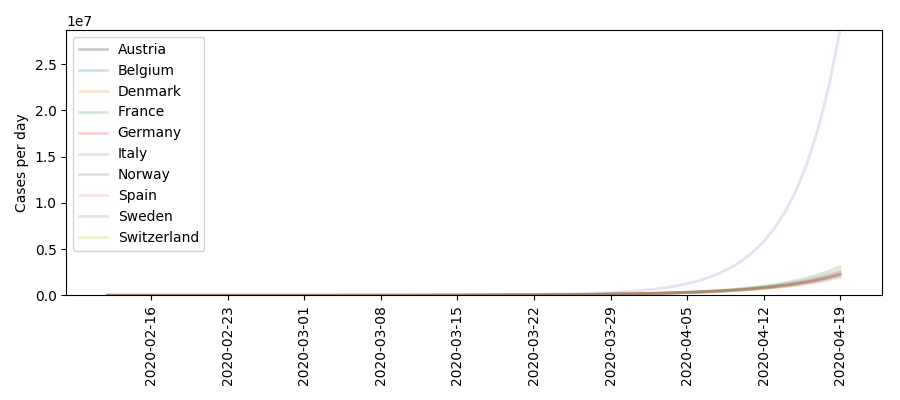 1e7
Cases per day
2.5
2.0
1.5
1.0
0.5
0.0
Austria
Belgium
Denmark
France
Germany
Italy
Norway
Spain
Sweden
Switzerland
2020-02-16
2020-02-23
2020-03-01
2020-03-08
2020-03-15
2020-03-22
2020-03-29
2020-04-05
2020-04-12
2020-04-19